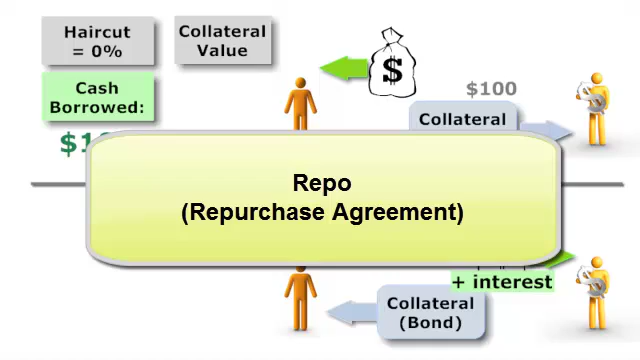 Haircut
= 0%
Collateral
Value
Cash
Borrowed:
$
$100
Collateral
Repo
(Repurchase Agreement)
+ interest
Collateral
(Bond)